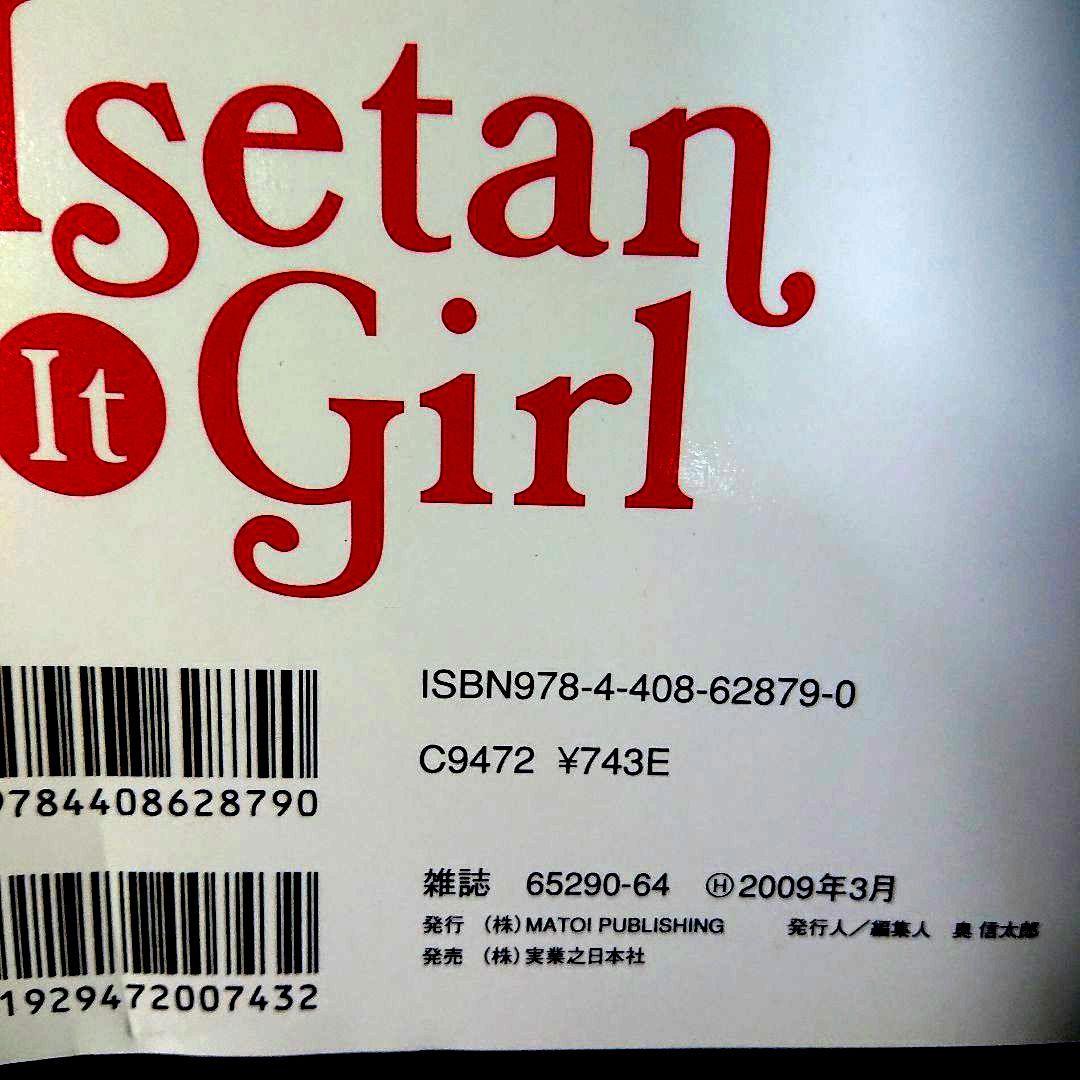 Isetan
It Girl
ISBN978-4-408-62879-0
C9472 ¥743E
9784408628790
雑誌 65290-64 Ⓗ2009年3月
発行 (株)MATOI PUBLISHING 発行人／編集人 奥 信太郎
発売 (株)実業之日本社
1929472007432